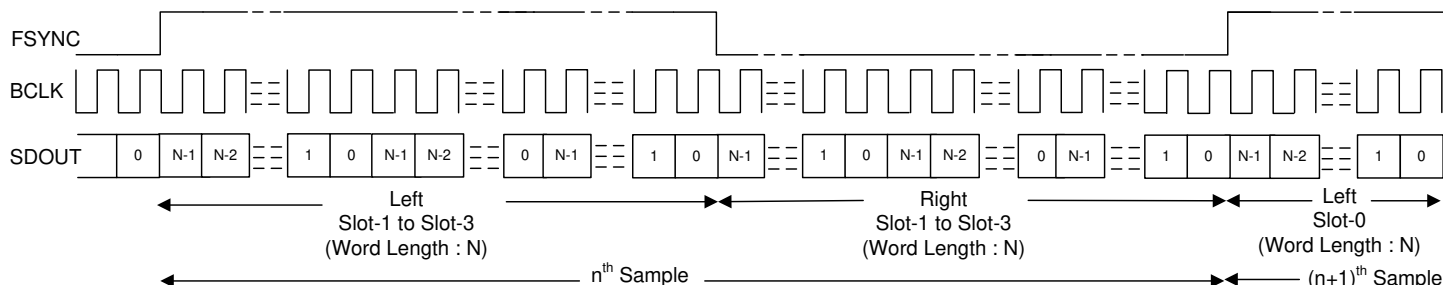 FSYNC
BCLK
SDOUT
0 N-1 N-2 1 0 N-1 N-2 0 N-1 1 0 N-1 1 0 N-1 N-2 0 N-1 1 0 N-1 N-2 1 0
Left
Slot-1 to Slot-3
(Word Length : N)
Right
Slot-1 to Slot-3
(Word Length : N)
Left
Slot-0
(Word Length : N)
nth Sample
(n+1)th Sample